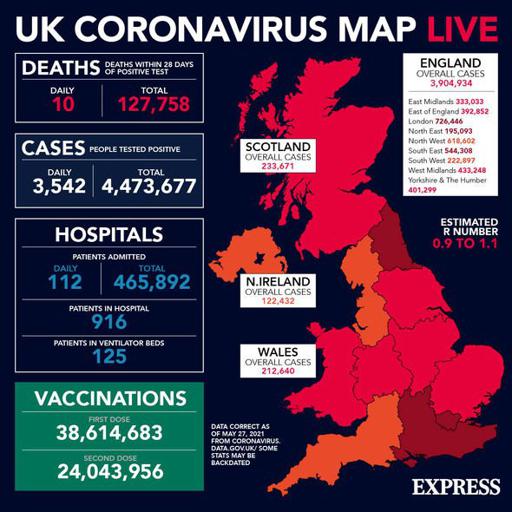 UK CORONAVIRUS MAP LIVE
DEATHS DEATHS WITHIN 28 DAYS
OF POSITIVE TEST
DAILY TOTAL
10 127,758
CASES PEOPLE TESTED POSITIVE
DAILY TOTAL
3,542 4,473,677
HOSPITALS
PATIENTS ADMITTED
DAILY TOTAL
112 465,892
PATIENTS IN HOSPITAL
916
PATIENTS IN VENTILATOR BEDS
125
VACCINATIONS
FIRST DOSE
38,614,683
SECOND DOSE
24,043,956
SCOTLAND
OVERALL CASES
233,671
N.IRELAND
OVERALL CASES
122,432
WALES
OVERALL CASES
212,640
ENGLAND
OVERALL CASES
3,904,934
East Midlands 333,033
East of England 392,852
London 726,446
North East 195,093
North West 618,602
South East 544,308
South West 222,897
West Midlands 433,248
Yorkshire & The Humber
401,299
ESTIMATED
R NUMBER
0.9 TO 1.1
DATA CORRECT AS
OF MAY 27, 2021
FROM CORONAVIRUS.
DATA.GOV.UK/ SOME
STATS MAY BE
BACKDATED
EXPRESS